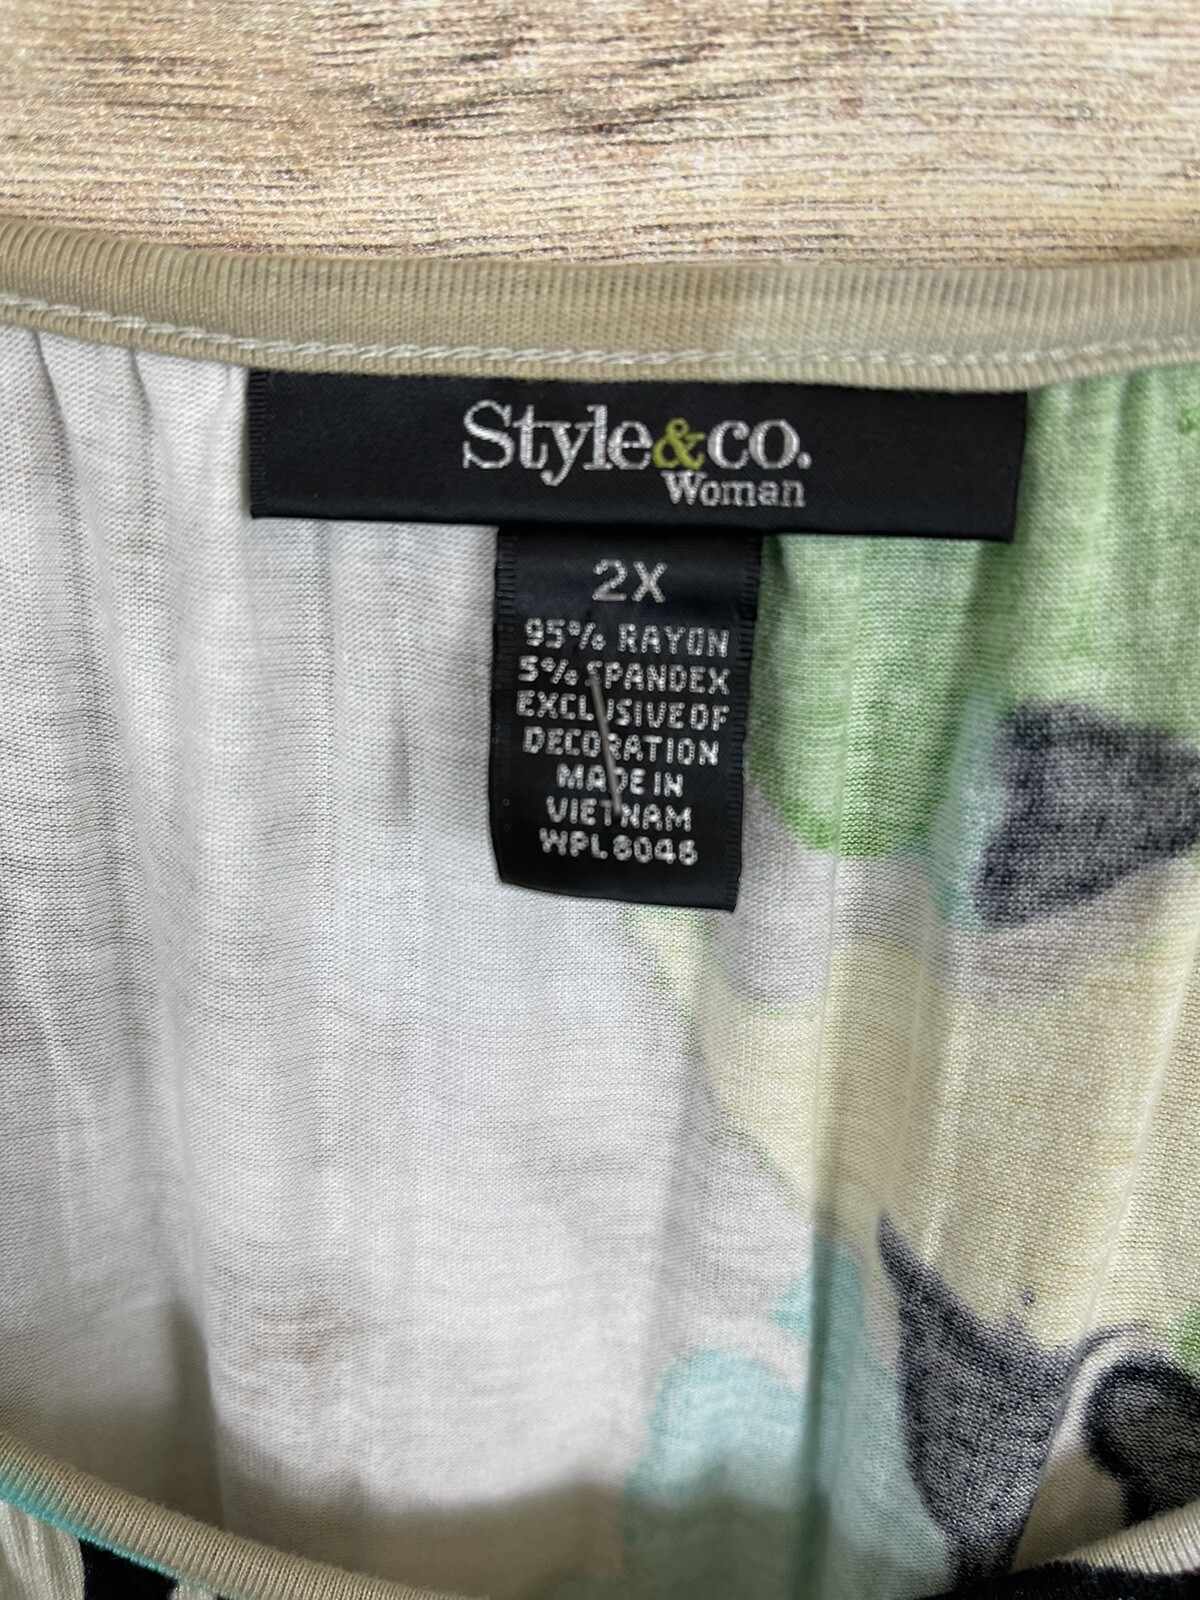 Style&co.
Woman
2X
95% RAYON
5% SPANDEX
EXCLUSIVE OF
DECORATION
MADE IN
VIETNAM
WPL 8046